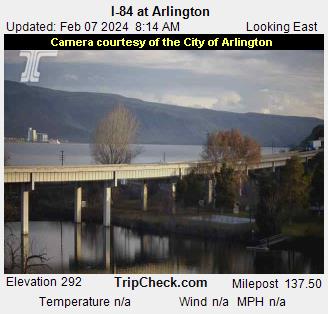 I-84 at Arlington
Updated: Feb 07 2024 8:14 AM Looking East
Camera courtesy of the City of Arlington
Elevation 292 TripCheck.com Milepost 137.50
Temperature n/a Wind n/a MPH n/a